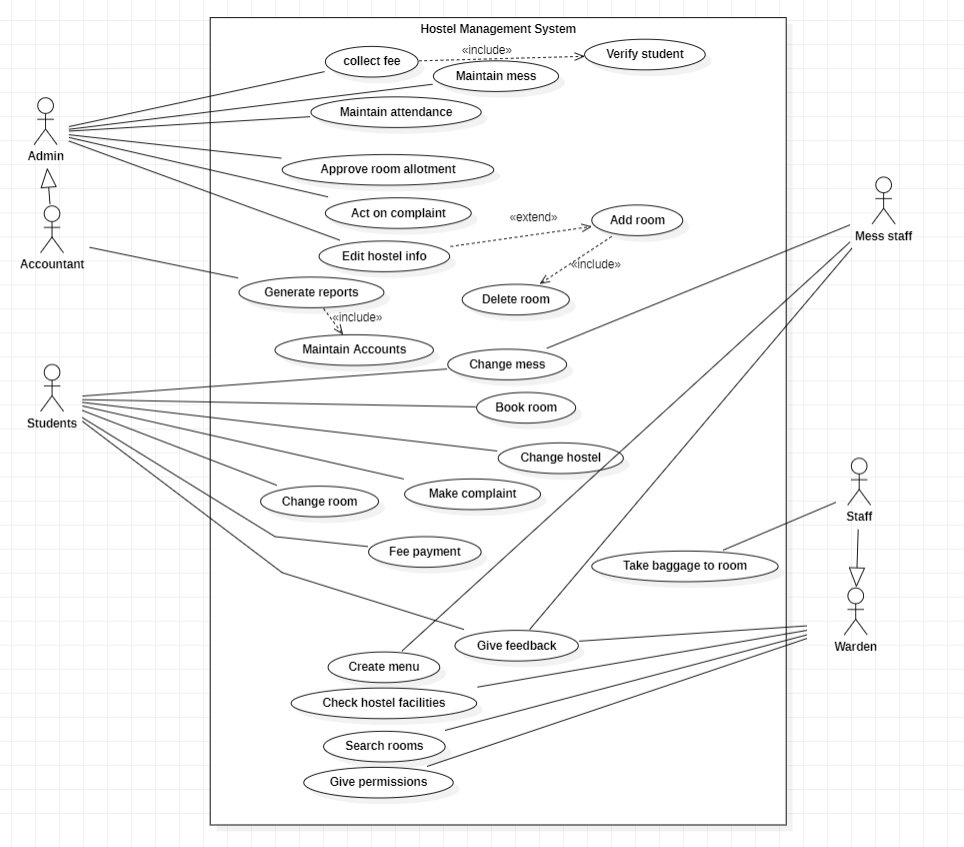 Hostel Management System
collect fee
«include»
Verify student
Maintain mess
Maintain attendance
Admin
Approve room allotment
Act on complaint
«extend»
Add room
Mess staff
Accountant
Edit hostel info
«include»
Generate reports
Delete room
«include»
Maintain Accounts
Change mess
Students
Book room
Change hostel
Make complaint
Change room
Staff
Fee payment
Take baggage to room
Give feedback
Warden
Create menu
Check hostel facilities
Search rooms
Give permissions